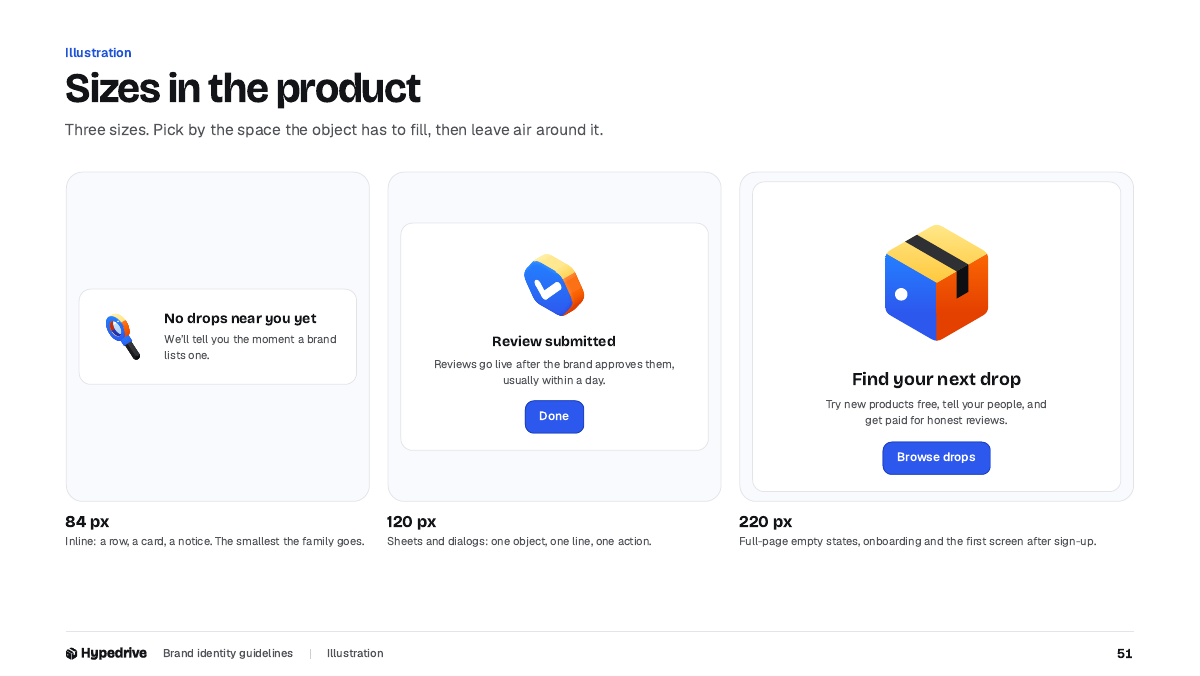 Illustration
Sizes in the product
Three sizes. Pick by the space the object has to fill, then leave air around it.
No drops near you yet
We'll tell you the moment a brand
lists one.
Review submitted
Reviews go live after the brand approves them,
usually within a day.
Done
Find your next drop
Try new products free, tell your people, and
get paid for honest reviews.
Browse drops
84 px
Inline: a row, a card, a notice. The smallest the family goes.
120 px
Sheets and dialogs: one object, one line, one action.
220 px
Full-page empty states, onboarding and the first screen after sign-up.
Hypedrive Brand identity guidelines | Illustration 51